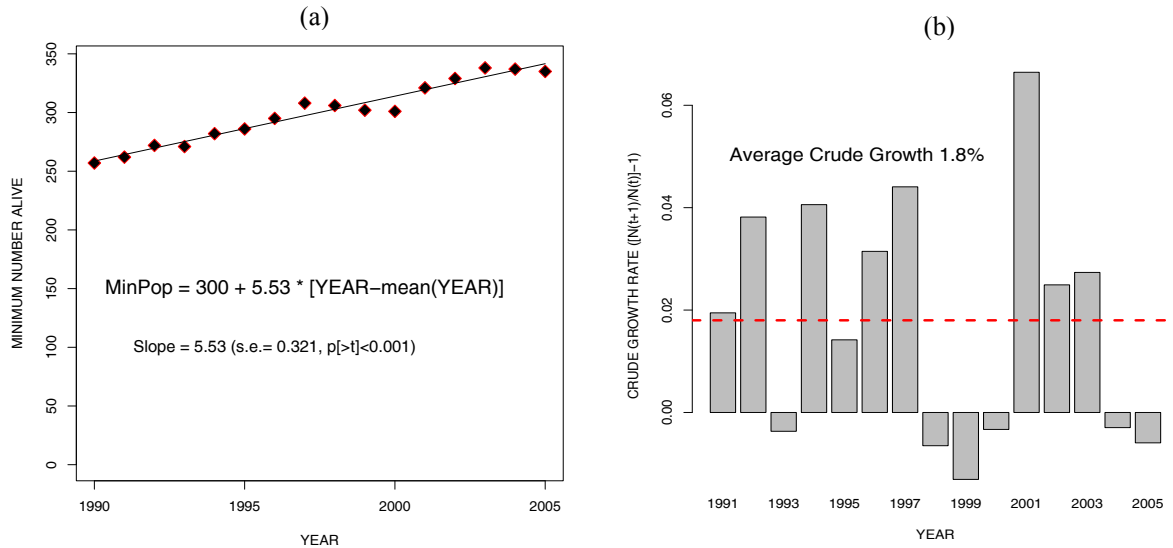 (a)
MINIMUM NUMBER ALIVE
350
300
250
200
150
100
50
0
MinPop = 300 + 5.53 * [YEAR−mean(YEAR)]
Slope = 5.53 (s.e.= 0.321, p[>t]<0.001)
1990 1995 2000 2005
YEAR
(b)
CRUDE GROWTH RATE ([N(t+1)/N(t)]−1)
0.06
0.04
0.02
0.00
Average Crude Growth 1.8%
1991 1993 1995 1997 1999 2001 2003 2005
YEAR